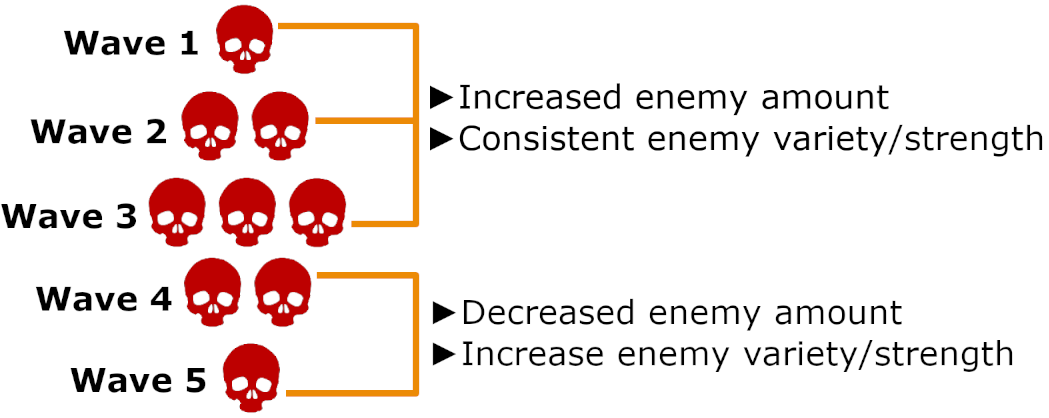 Wave 1
Wave 2
Wave 3
►Increased enemy amount
►Consistent enemy variety/strength
Wave 4
Wave 5
►Decreased enemy amount
►Increase enemy variety/strength